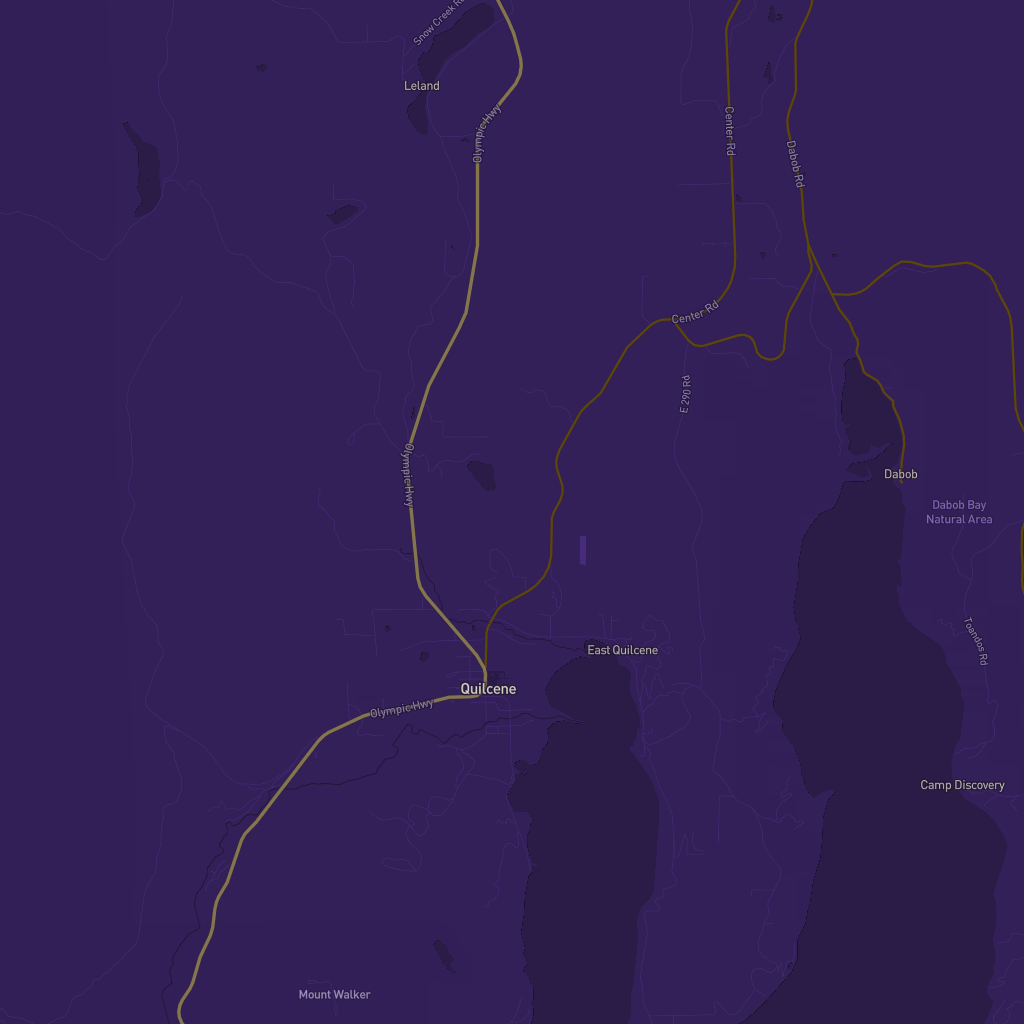 Snow Creek Rd
Leland
Olympic Hwy
Center Rd
Dabob Rd
Center Rd
E 290 Rd
Olympic Hwy
Dabob
Dabob Bay
Natural Area
Toandos Rd
East Quilcene
Quilcene
Olympic Hwy
Camp Discovery
Mount Walker